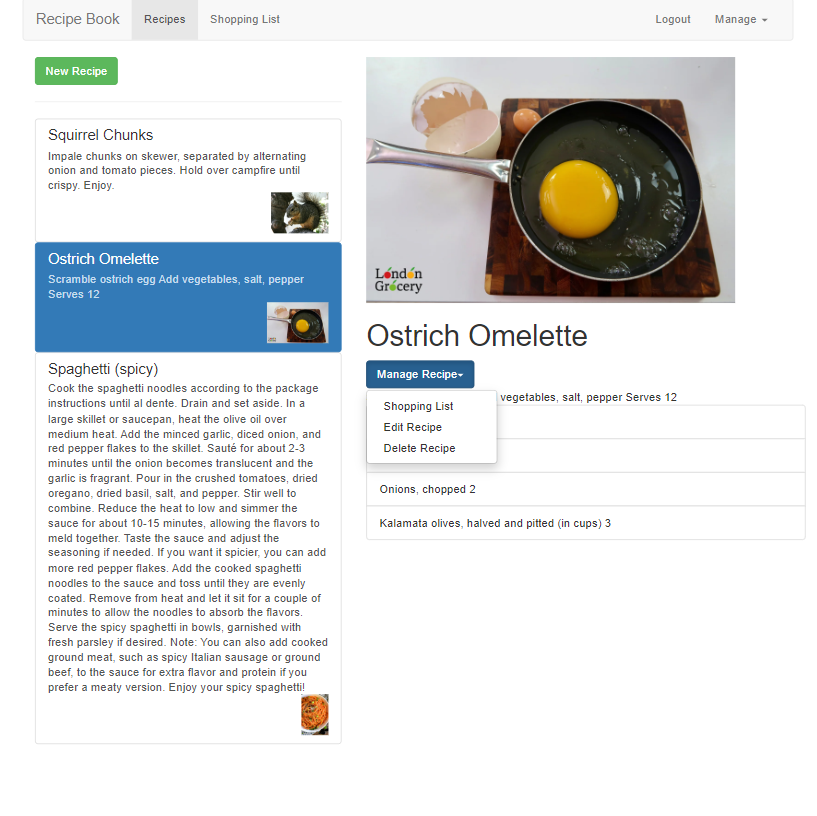 Recipe Book Recipes Shopping List Logout Manage
New Recipe
Squirrel Chunks
Impale chunks on skewer, separated by alternating
onion and tomato pieces. Hold over campfire until
crispy. Enjoy.
Ostrich Omelette
Scramble ostrich egg Add vegetables, salt, pepper
Serves 12
Spaghetti (spicy)
Cook the spaghetti noodles according to the package
instructions until al dente. Drain and set aside. In a
large skillet or saucepan, heat the olive oil over
medium heat. Add the minced garlic, diced onion, and
red pepper flakes to the skillet. Sauté for about 2-3
minutes until the onion becomes translucent and the
garlic is fragrant. Pour in the crushed tomatoes, dried
oregano, dried basil, salt, and pepper. Stir well to
combine. Reduce the heat to low and simmer the
sauce for about 10-15 minutes, allowing the flavors to
meld together. Taste the sauce and adjust the
seasoning if needed. If you want it spicier, you can add
more red pepper flakes. Add the cooked spaghetti
noodles to the sauce and toss until they are evenly
coated. Remove from heat and let it sit for a couple of
minutes to allow the noodles to absorb the flavors.
Serve the spicy spaghetti in bowls, garnished with
fresh parsley if desired. Note: You can also add cooked
ground meat, such as spicy Italian sausage or ground
beef, to the sauce for extra flavor and protein if you
prefer a meaty version. Enjoy your spicy spaghetti!
London
Grocery
Ostrich Omelette
Manage Recipe
vegetables, salt, pepper Serves 12
Shopping List
Edit Recipe
Delete Recipe
Onions, chopped 2
Kalamata olives, halved and pitted (in cups) 3